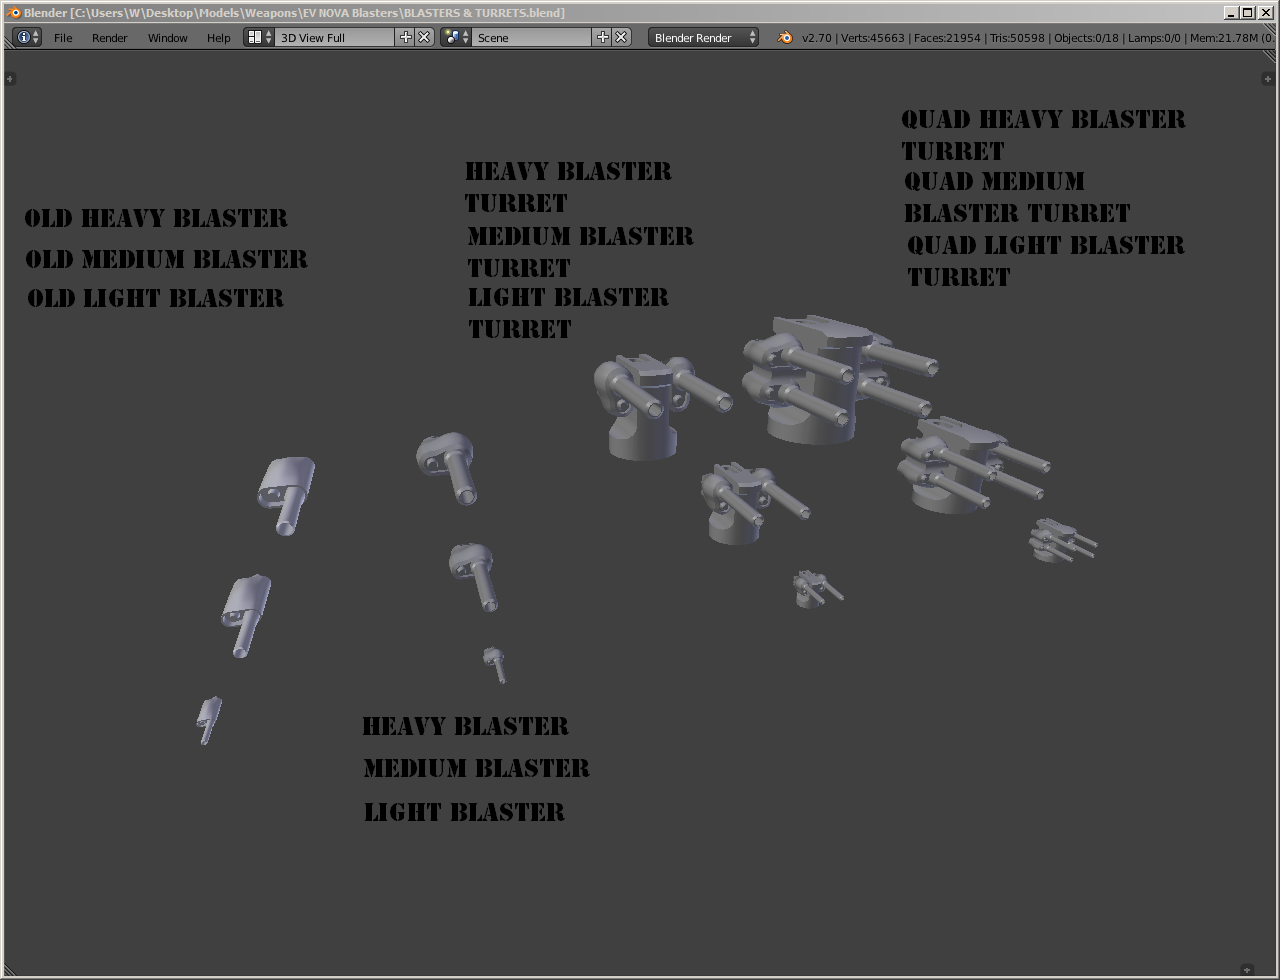 Blender [C:\Users\W\Desktop\Models\Weapons\EV NOVA Blasters\BLASTERS & TURRETS.blend]
File Render Window Help 3D View Full Scene Blender Render v2.70 | Verts:45663 | Faces:21954 | Tris:50598 | Objects:0/18 | Lamps:0/0 | Mem:21.78M (0.
OLD HEAVY BLASTER
OLD MEDIUM BLASTER
OLD LIGHT BLASTER
HEAVY BLASTER
TURRET
MEDIUM BLASTER
TURRET
LIGHT BLASTER
TURRET
QUAD HEAVY BLASTER
TURRET
QUAD MEDIUM
BLASTER TURRET
QUAD LIGHT BLASTER
TURRET
HEAVY BLASTER
MEDIUM BLASTER
LIGHT BLASTER